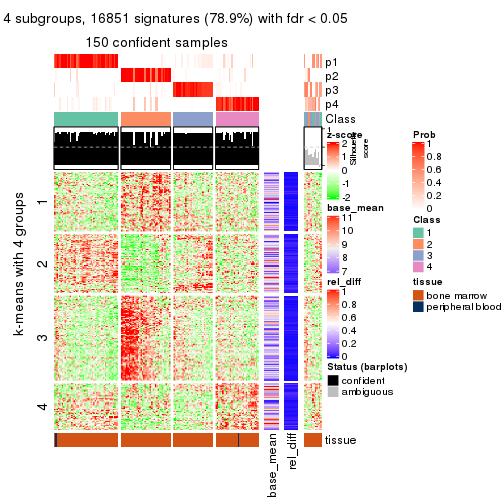 4 subgroups, 16851 signatures (78.9%) with fdr < 0.05
150 confident samples
p1
p2
p3
p4
Class
1
Silhouette
score
k-means with 4 groups
1
2
3
4
tissue
base_mean
rel_diff
z-score
2
1
0
-1
-2
base_mean
11
10
9
8
7
rel_diff
1
0.8
0.6
0.4
0.2
0
Status (barplots)
confident
ambiguous
Prob
1
0.8
0.6
0.4
0.2
0
Class
1
2
3
4
tissue
bone marrow
peripheral blood